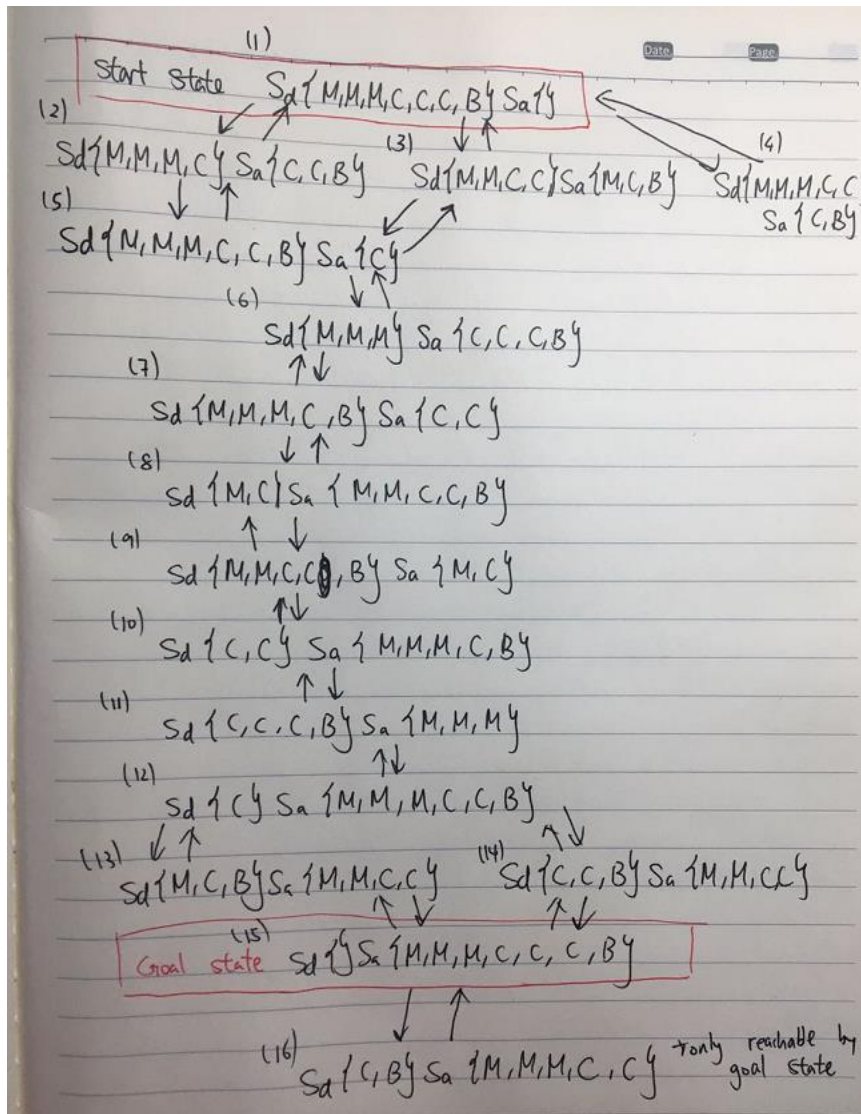 Date Page
(1)
Start State Sd{M,M,M,C,C,C,B} Sa{}
(2) (3) (4)
Sd{M,M,M,C} Sa{C,C,B} Sd{M,M,C,C} Sa{M,C,B} Sd{M,M,M,C,C
Sa{C,B}
(5)
Sd{M,M,M,C,C,B} Sa{C}
(6)
Sd{M,M,M} Sa{C,C,C,B}
(7)
Sd{M,M,M,C,B} Sa{C,C}
(8)
Sd{M,C} Sa{M,M,C,C,B}
(9)
Sd{M,M,C,C,B} Sa{M,C}
(10)
Sd{C,C} Sa{M,M,M,C,B}
(11)
Sd{C,C,C,B} Sa{M,M,M}
(12)
Sd{C} Sa{M,M,M,C,C,B}
(13) (14)
Sd{M,C,B} Sa{M,M,C,C} Sd{C,C,B} Sa{M,M,C,C}
(15)
Goal state Sd{} Sa{M,M,M,C,C,C,B}
(16)
Sd{C,B} Sa{M,M,M,C,C} *only reachable by
goal state